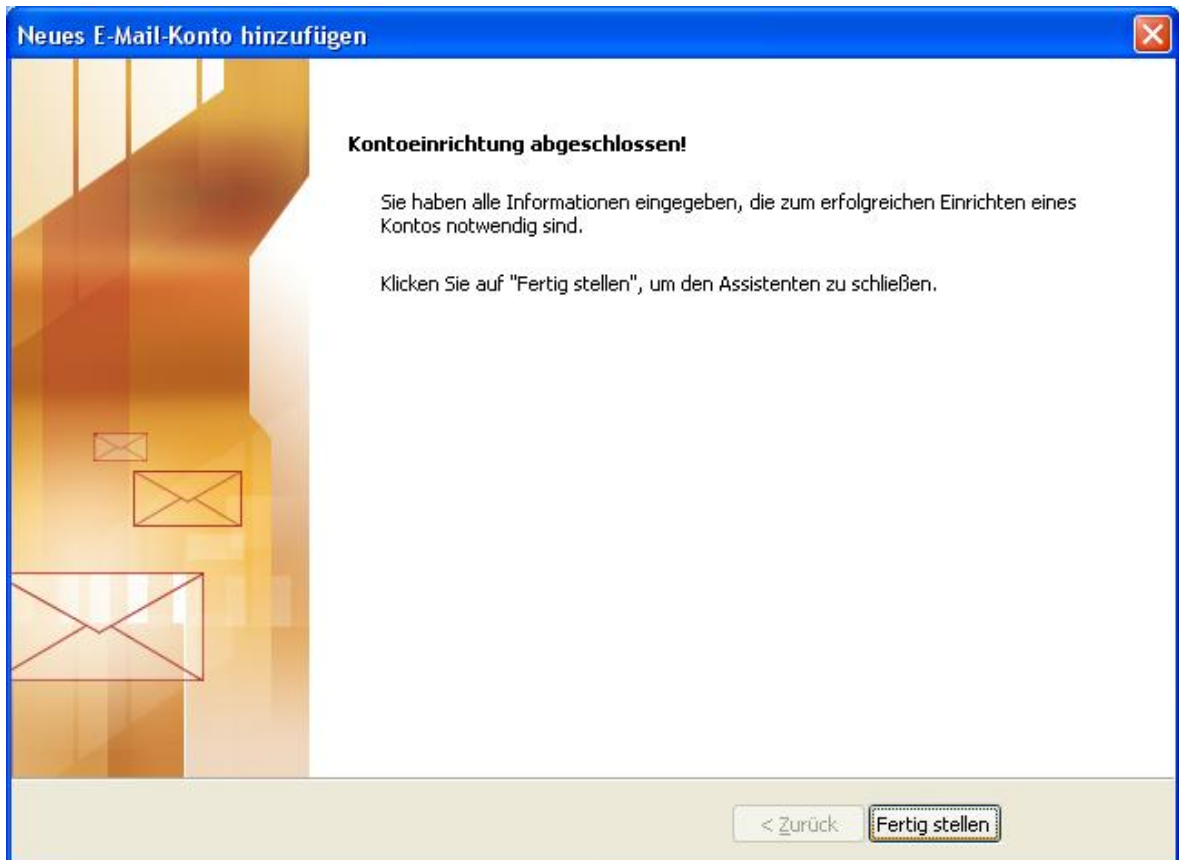 Neues E-Mail-Konto hinzufügen
Kontoeinrichtung abgeschlossen!
Sie haben alle Informationen eingegeben, die zum erfolgreichen Einrichten eines
Kontos notwendig sind.
Klicken Sie auf "Fertig stellen", um den Assistenten zu schließen.
< Zurück
Fertig stellen